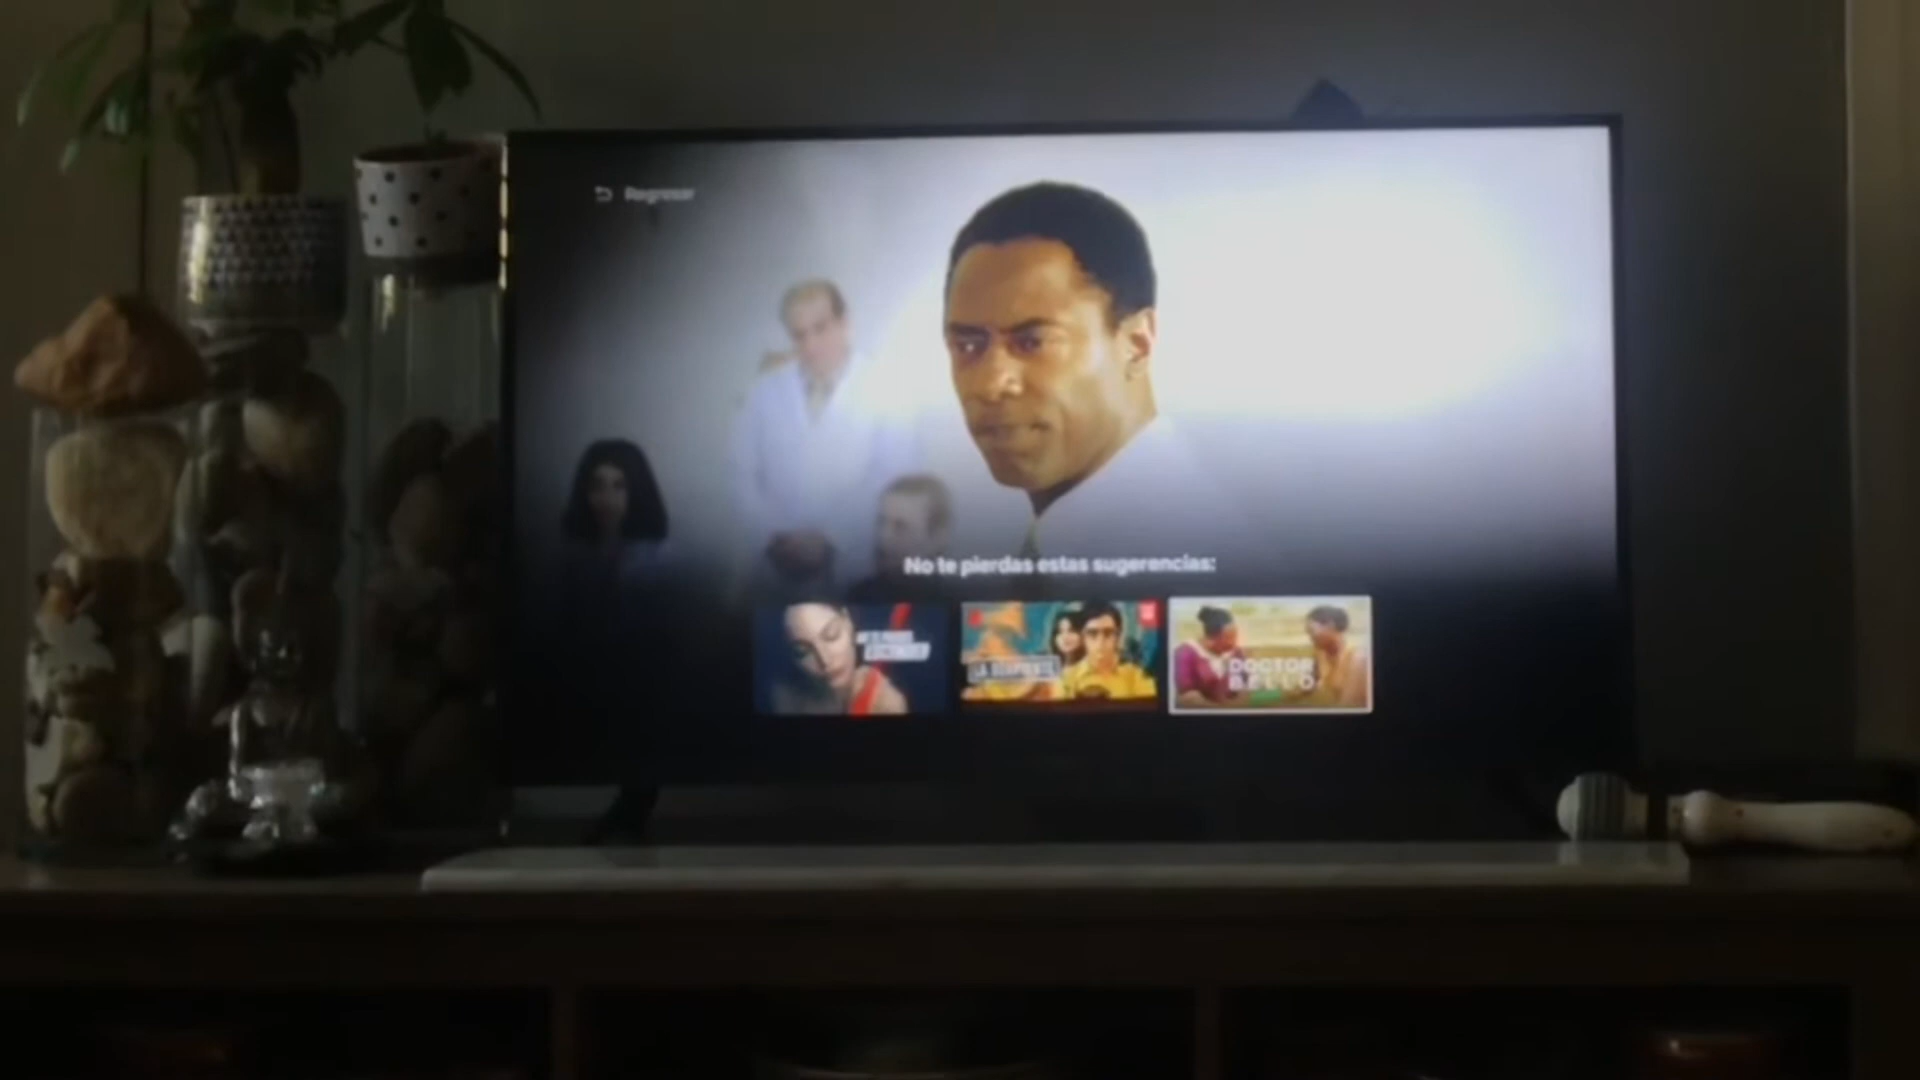 Regresar
No te pierdas estas sugerencias:
LA SERPIENTE
DOCTOR
BELLO